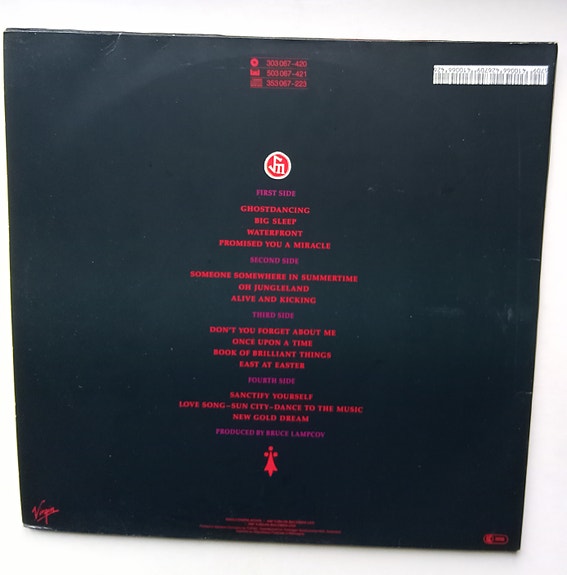 303 067-420
503 067-421
353 067-223
FIRST SIDE
GHOSTDANCING
BIG SLEEP
WATERFRONT
PROMISED YOU A MIRACLE
SECOND SIDE
SOMEONE SOMEWHERE IN SUMMERTIME
OH JUNGLELAND
ALIVE AND KICKING
THIRD SIDE
DON'T YOU FORGET ABOUT ME
ONCE UPON A TIME
BOOK OF BRILLIANT THINGS
EAST AT EASTER
FOURTH SIDE
SANCTIFY YOURSELF
LOVE SONG–SUN CITY–DANCE TO THE MUSIC
NEW GOLD DREAM
PRODUCED BY BRUCE LAMPCOV
Virgin